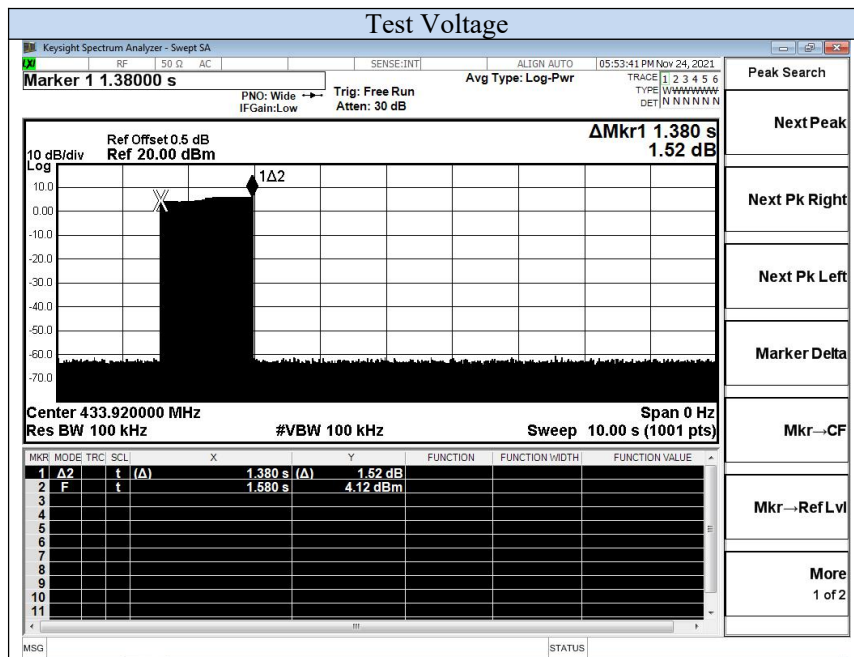 Test Voltage
Keysight Spectrum Analyzer - Swept SA
LXI RF 50 Ω AC SENSE:INT ALIGN AUTO 05:53:41 PM Nov 24, 2021
Marker 1 1.38000 s
PNO: Wide
IFGain:Low
Trig: Free Run
Atten: 30 dB
Avg Type: Log-Pwr
TRACE 1 2 3 4 5 6
TYPE WWWWWW
DET N N N N N N
Peak Search
Next Peak
Next Pk Right
Next Pk Left
Marker Delta
Mkr→CF
Mkr→Ref Lvl
More
1 of 2
ΔMkr1 1.380 s
1.52 dB
Ref Offset 0.5 dB
10 dB/div Ref 20.00 dBm
Log
10.0
0.00
-10.0
-20.0
-30.0
-40.0
-50.0
-60.0
-70.0
1Δ2
Center 433.920000 MHz Span 0 Hz
Res BW 100 kHz #VBW 100 kHz Sweep 10.00 s (1001 pts)
MKR MODE TRC SCL X Y FUNCTION FUNCTION WIDTH FUNCTION VALUE
1 Δ2 t (Δ) 1.380 s (Δ) 1.52 dB
2 F t 1.580 s 4.12 dBm
3
4
5
6
7
8
9
10
11
MSG STATUS